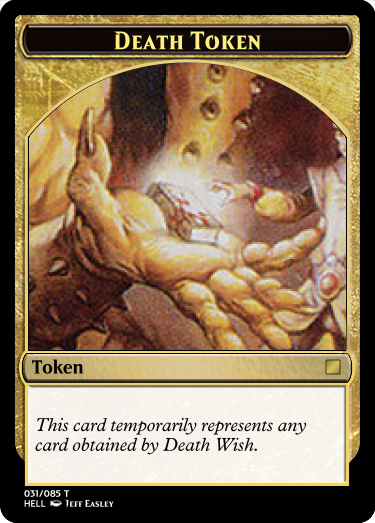 DEATH TOKEN
Token
This card temporarily represents any
card obtained by Death Wish.
031/085 T
HELL JEFF EASLEY